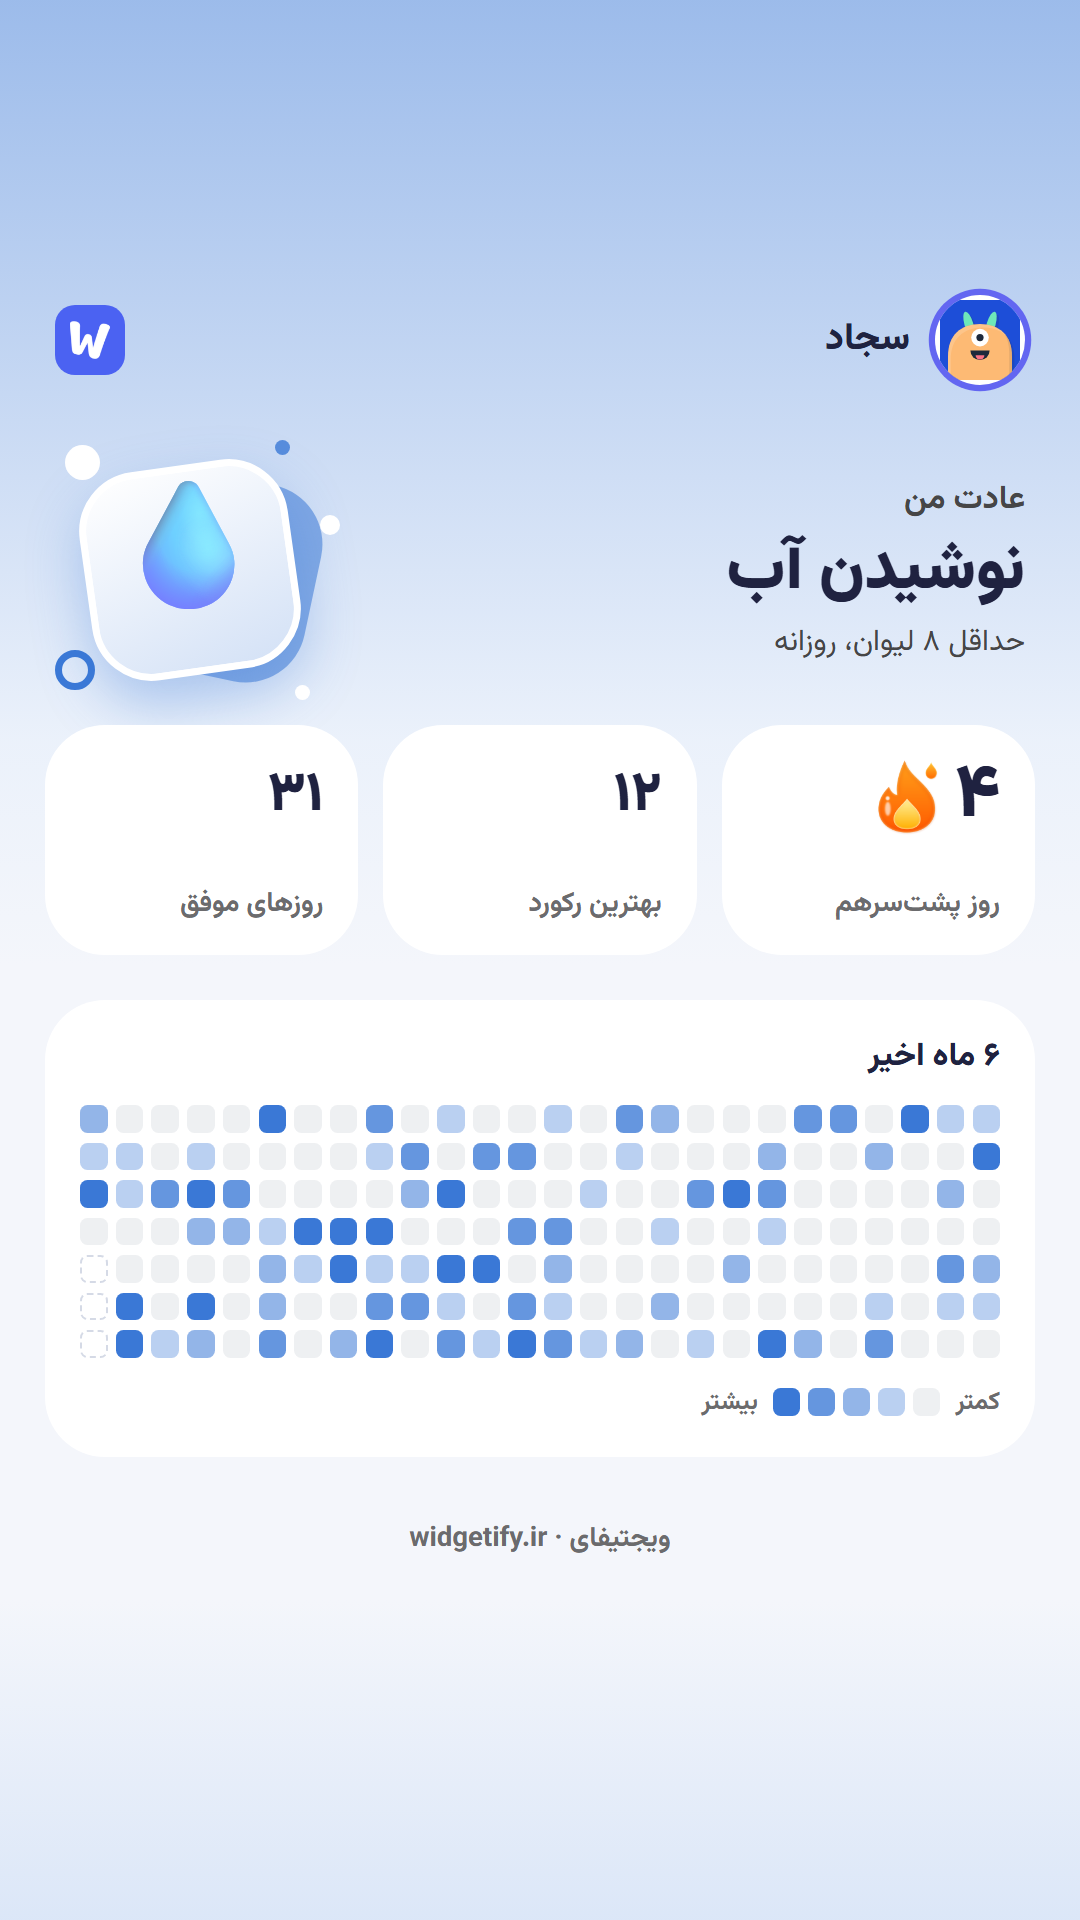 سجاد
W
عادت من
نوشیدن آب
حداقل ۸ لیوان، روزانه
۴
روز پشت‌سرهم
۱۲
بهترین رکورد
۳۱
روزهای موفق
۶ ماه اخیر
کمتر
بیشتر
ویجتیفای · widgetify.ir